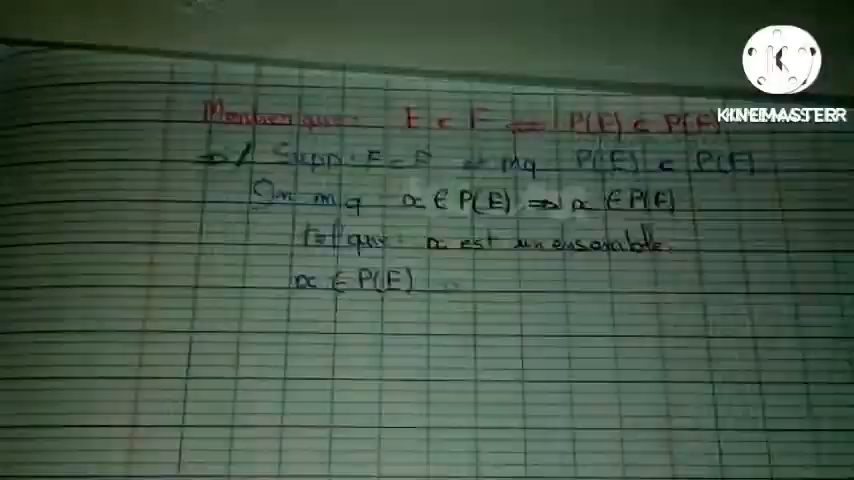 Montrer que: E ⊂ F ⟺ P(E) ⊂ P(F)
⇒/ Supp: E ⊂ F et mq P(E) ⊂ P(F)
On mq x ∈ P(E) ⇒ x ∈ P(F)
tel que: x est un ensemble.
x ∈ P(E)
KINEMASTER